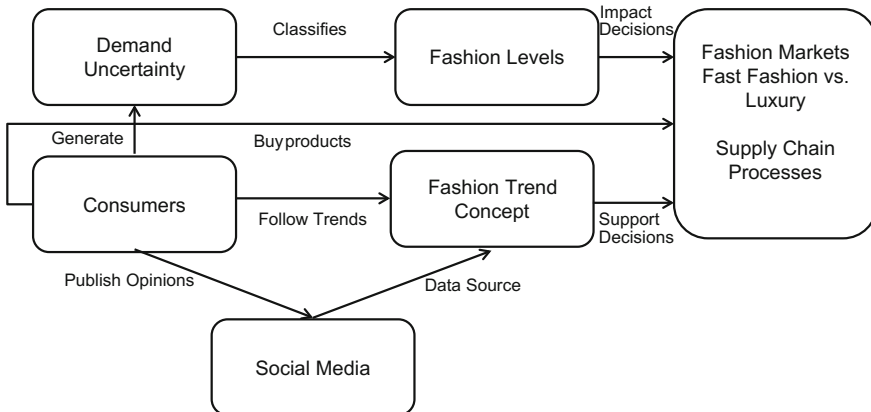 Demand
Uncertainty
Classifies
Fashion Levels
Impact
Decisions
Fashion Markets
Fast Fashion vs.
Luxury
Supply Chain
Processes
Generate
Buyproducts
Consumers
Follow Trends
Fashion Trend
Concept
Support
Decisions
Publish Opinions
Data Source
Social Media